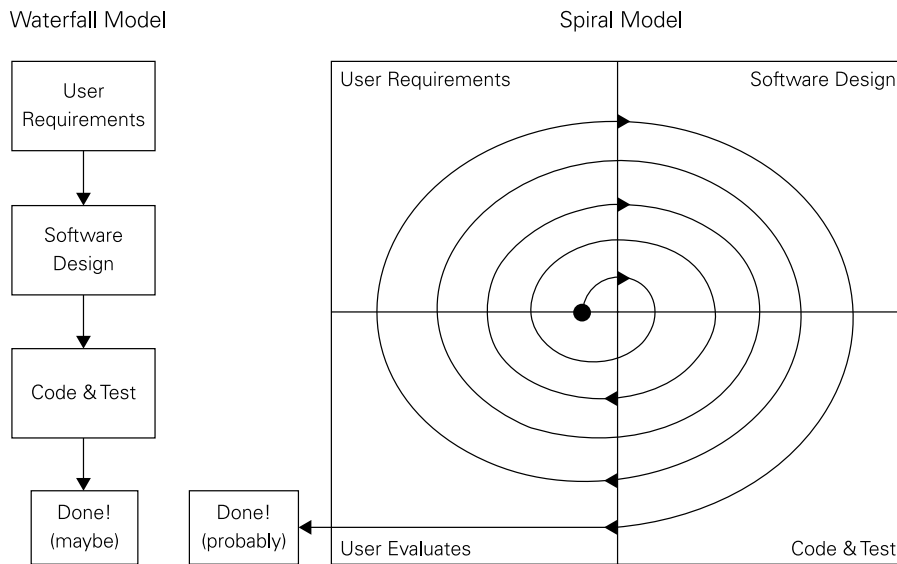 Waterfall Model
User
Requirements
Software
Design
Code & Test
Done!
(maybe)
Spiral Model
User Requirements
Software Design
Done!
(probably)
User Evaluates
Code & Test